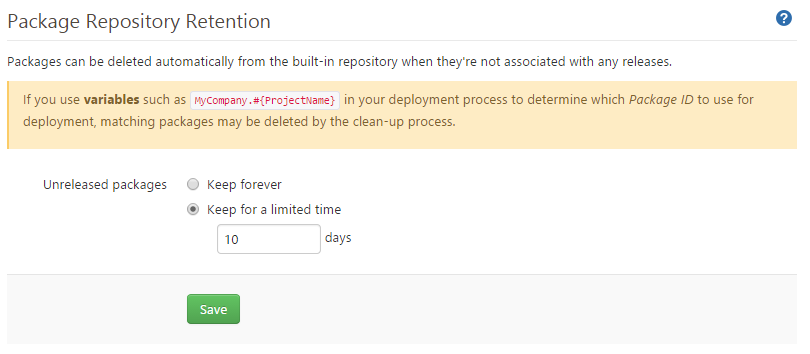 Package Repository Retention
?
Packages can be deleted automatically from the built-in repository when they're not associated with any releases.
If you use variables such as MyCompany.#{ProjectName} in your deployment process to determine which Package ID to use for
deployment, matching packages may be deleted by the clean-up process.
Unreleased packages
Keep forever
Keep for a limited time
10 days
Save